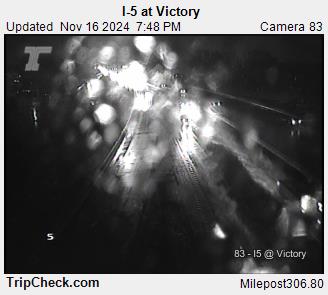 I-5 at Victory
Updated Nov 16 2024 7:48 PM Camera 83
T
S
83 - I5 @ Victory
TripCheck.com Milepost306.80